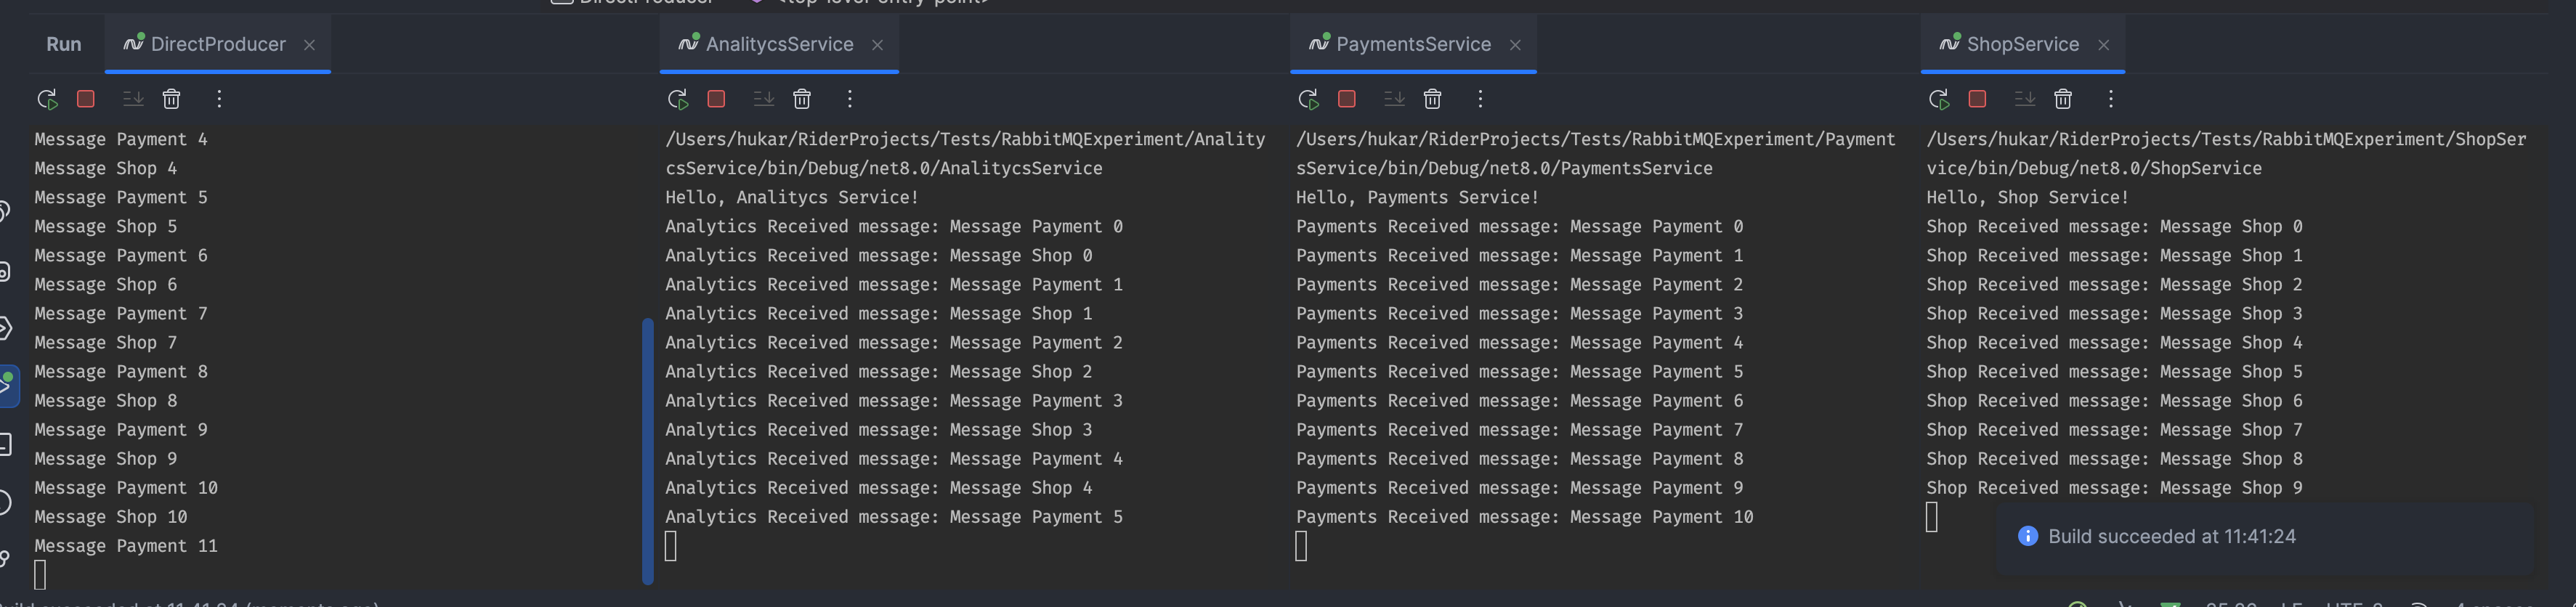 DirectProducer <top-level-entry-point>
Run DirectProducer AnalitycsService PaymentsService ShopService
Message Payment 4
Message Shop 4
Message Payment 5
Message Shop 5
Message Payment 6
Message Shop 6
Message Payment 7
Message Shop 7
Message Payment 8
Message Shop 8
Message Payment 9
Message Shop 9
Message Payment 10
Message Shop 10
Message Payment 11
/Users/hukar/RiderProjects/Tests/RabbitMQExperiment/Anality
csService/bin/Debug/net8.0/AnalitycsService
Hello, Analitycs Service!
Analytics Received message: Message Payment 0
Analytics Received message: Message Shop 0
Analytics Received message: Message Payment 1
Analytics Received message: Message Shop 1
Analytics Received message: Message Payment 2
Analytics Received message: Message Shop 2
Analytics Received message: Message Payment 3
Analytics Received message: Message Shop 3
Analytics Received message: Message Payment 4
Analytics Received message: Message Shop 4
Analytics Received message: Message Payment 5
/Users/hukar/RiderProjects/Tests/RabbitMQExperiment/Payment
sService/bin/Debug/net8.0/PaymentsService
Hello, Payments Service!
Payments Received message: Message Payment 0
Payments Received message: Message Payment 1
Payments Received message: Message Payment 2
Payments Received message: Message Payment 3
Payments Received message: Message Payment 4
Payments Received message: Message Payment 5
Payments Received message: Message Payment 6
Payments Received message: Message Payment 7
Payments Received message: Message Payment 8
Payments Received message: Message Payment 9
Payments Received message: Message Payment 10
/Users/hukar/RiderProjects/Tests/RabbitMQExperiment/ShopSer
vice/bin/Debug/net8.0/ShopService
Hello, Shop Service!
Shop Received message: Message Shop 0
Shop Received message: Message Shop 1
Shop Received message: Message Shop 2
Shop Received message: Message Shop 3
Shop Received message: Message Shop 4
Shop Received message: Message Shop 5
Shop Received message: Message Shop 6
Shop Received message: Message Shop 7
Shop Received message: Message Shop 8
Shop Received message: Message Shop 9
Build succeeded at 11:41:24